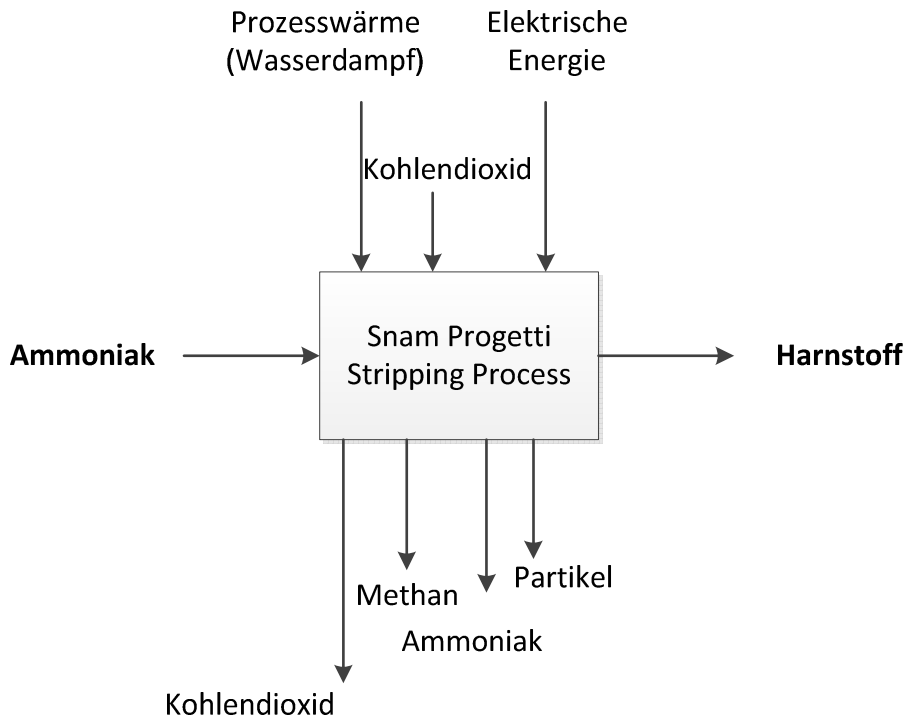 Prozesswärme
(Wasserdampf)
Elektrische
Energie
Kohlendioxid
Ammoniak
Snam Progetti
Stripping Process
Harnstoff
Methan
Partikel
Ammoniak
Kohlendioxid